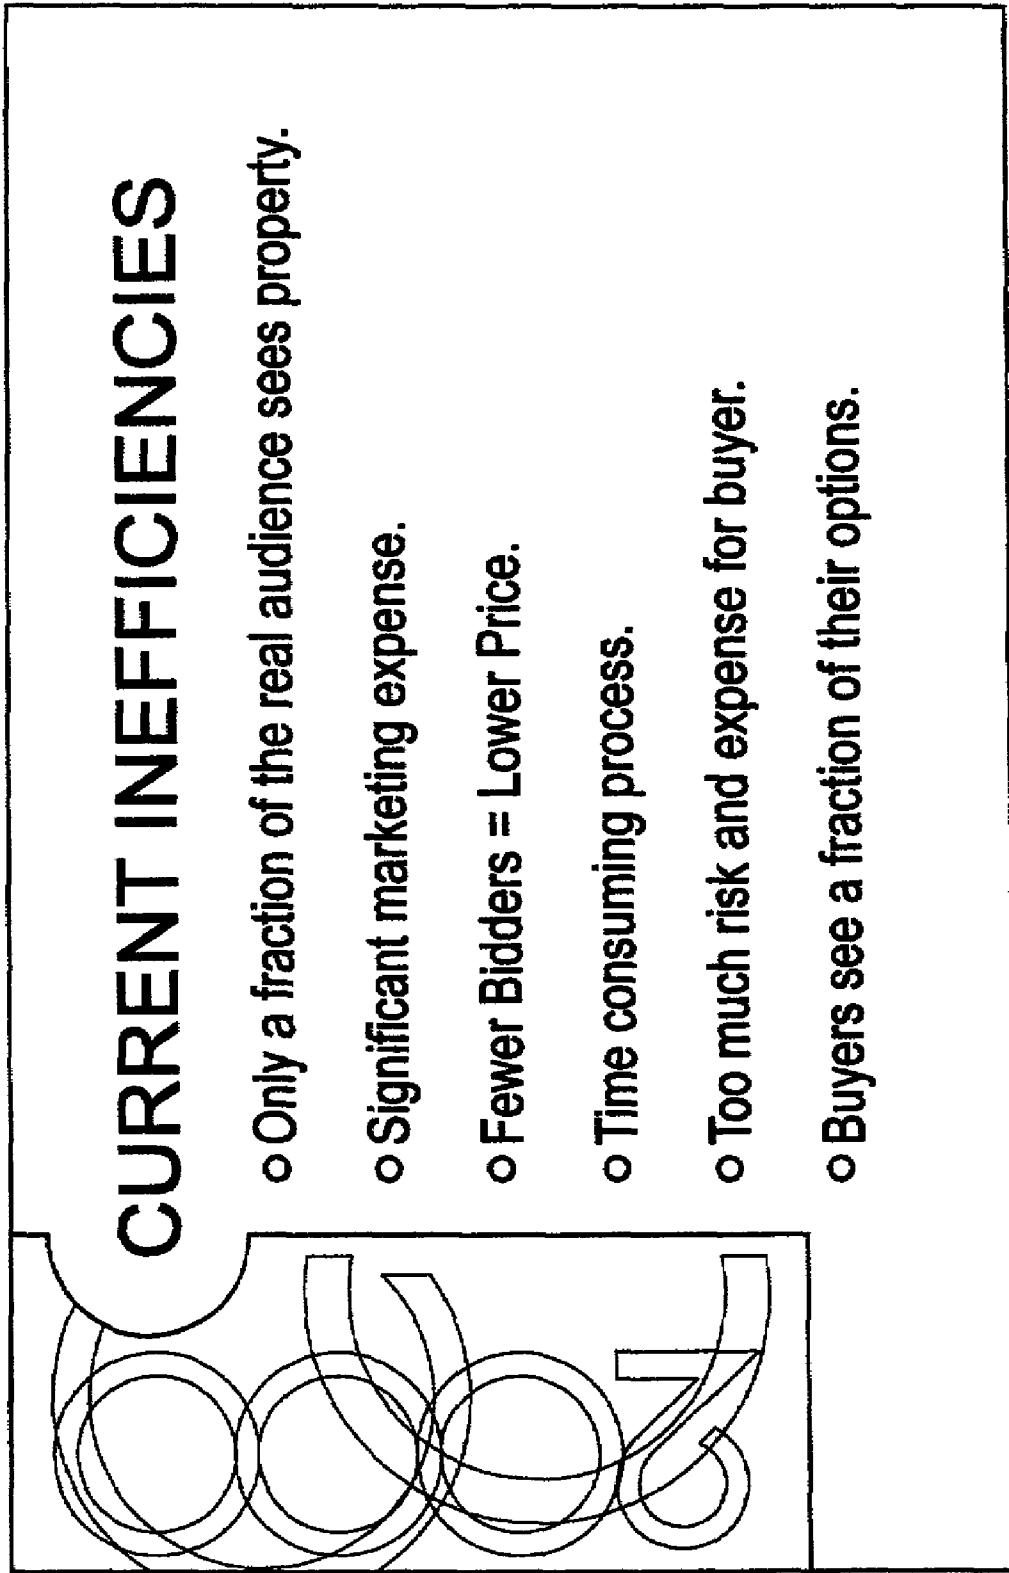 CURRENT INEFFICIENCIES
Only a fraction of the real audience sees property.
Significant marketing expense.
Fewer Bidders = Lower Price.
Time consuming process.
Too much risk and expense for buyer.
Buyers see a fraction of their options.